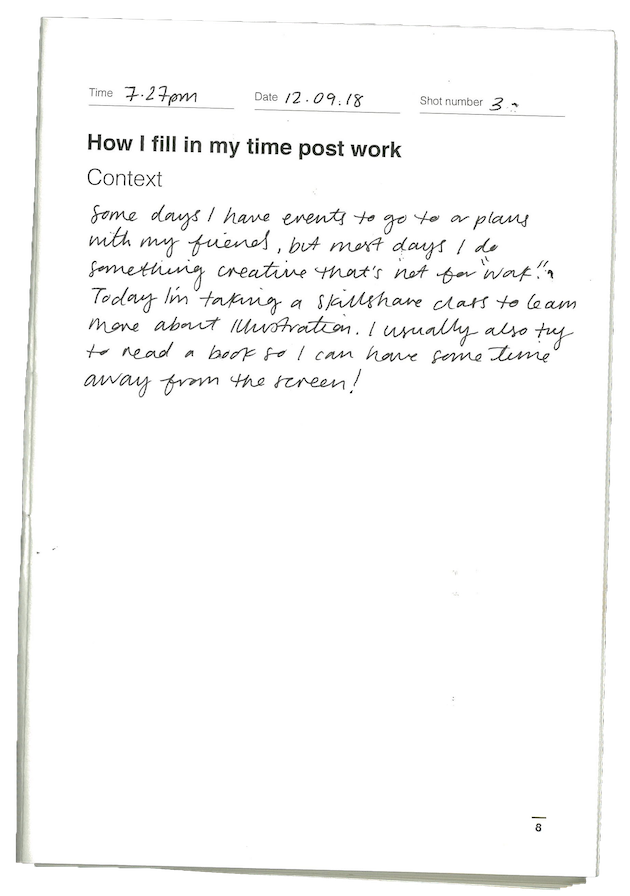 Time 7.27pm Date 12.09.18 Shot number 3.
How I fill in my time post work
Context
Some days I have events to go to or plans
with my friend, but most days I do
something creative that's not for "work".
Today I'm taking a skillshare class to learn
more about Illustration. I usually also try
to read a book so I can have some time
away from the screen!
8